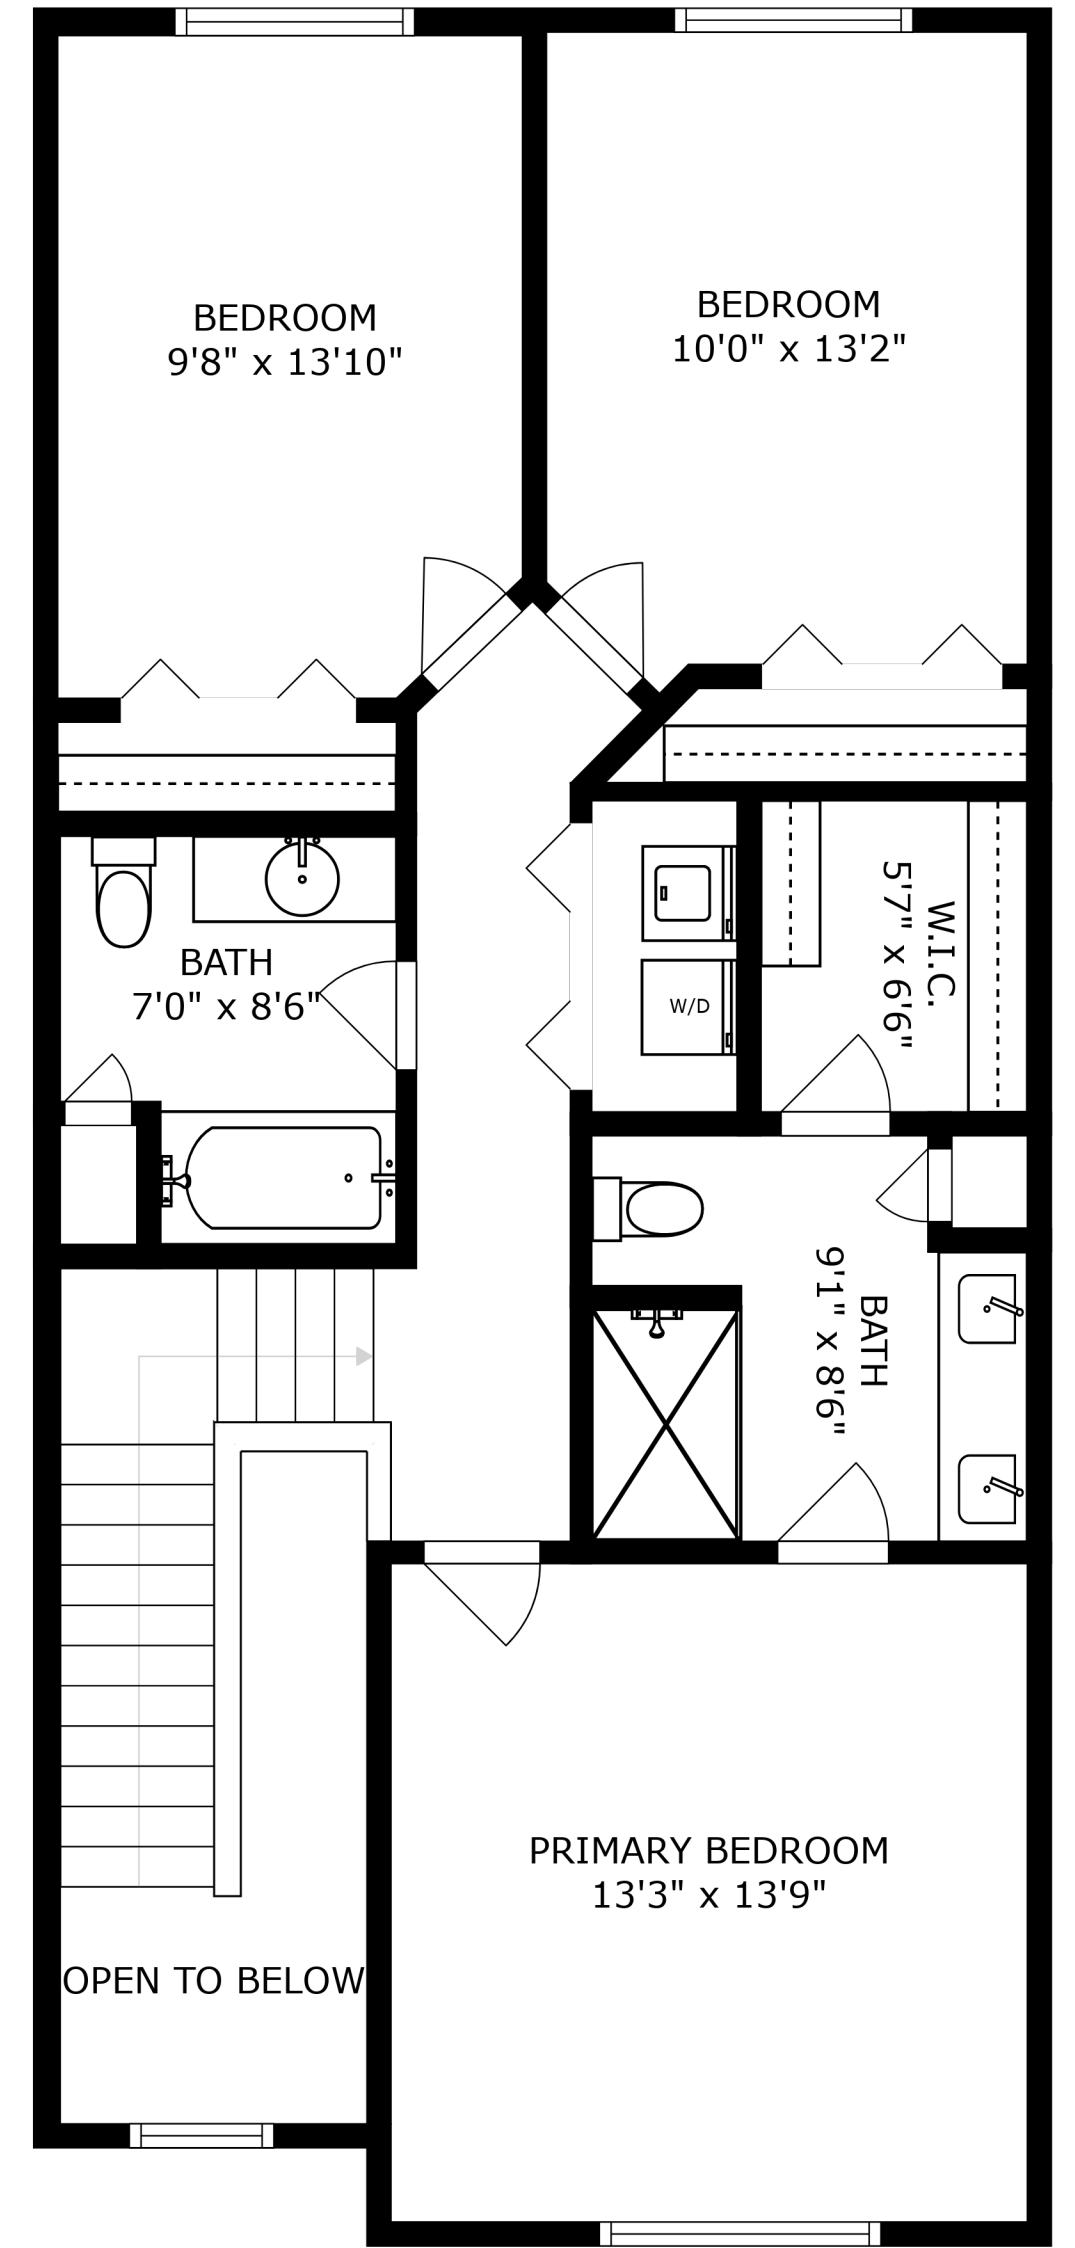 BEDROOM
9'8" x 13'10"
BEDROOM
10'0" x 13'2"
BATH
7'0" x 8'6"
W/D
W.I.C.
5'7" x 6'6"
BATH
9'1" x 8'6"
PRIMARY BEDROOM
13'3" x 13'9"
OPEN TO BELOW